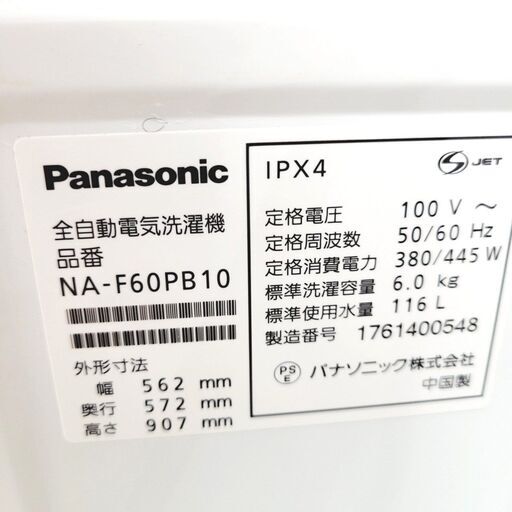 Panasonic
全自動電気洗濯機
品番
NA-F60PB10
外形寸法
幅 562 mm
奥行 572 mm
高さ 907 mm
IPX4
S JET
定格電圧 100 V ～
定格周波数 50/60 Hz
定格消費電力 380/445 W
標準洗濯容量 6.0 kg
標準使用水量 116 L
製造番号 1761400548
PS E パナソニック株式会社
中国製